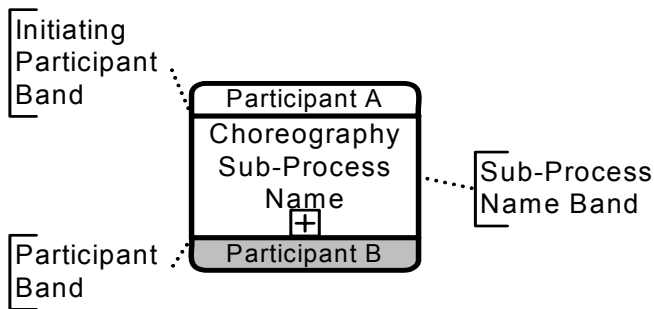 Initiating
Participant
Band
Participant A
Choreography
Sub-Process
Name
Sub-Process
Name Band
Participant B
Participant
Band